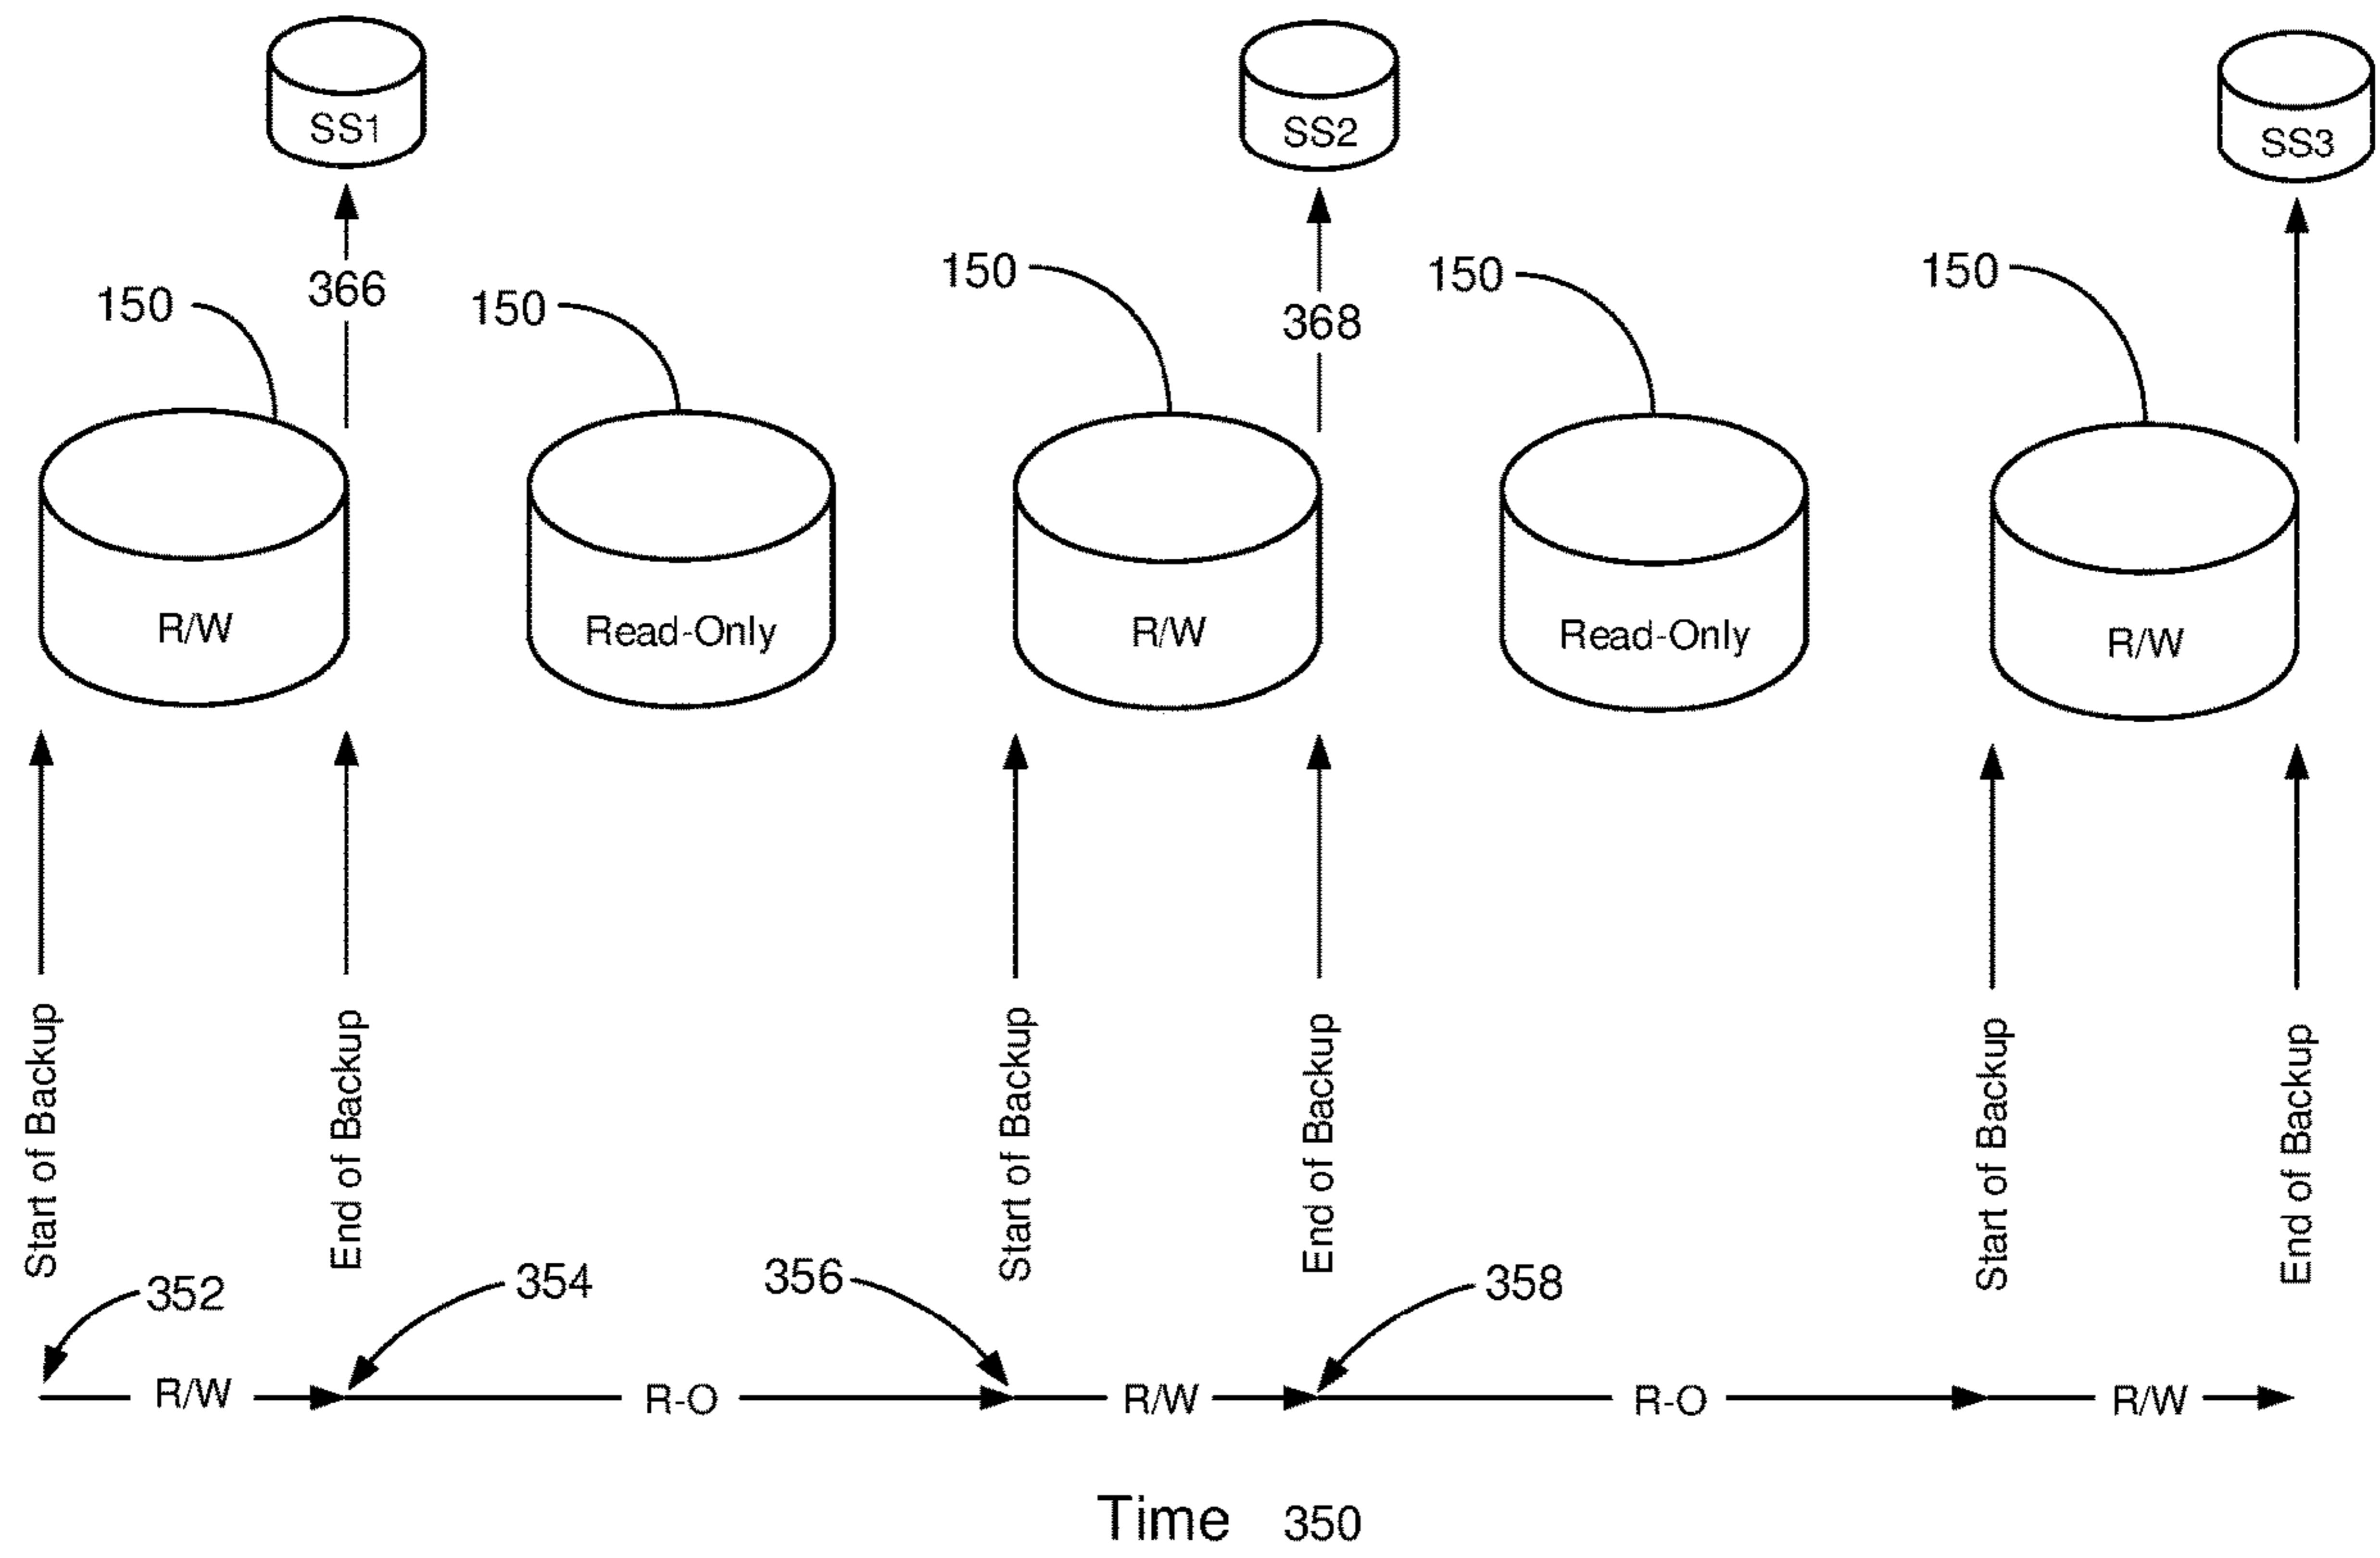 SS1
SS2
SS3
366
368
150
150
150
150
150
R/W
Read-Only
R/W
Read-Only
R/W
Start of Backup
End of Backup
Start of Backup
End of Backup
Start of Backup
End of Backup
352
354
356
358
R/W
R-O
R/W
R-O
R/W
Time 350